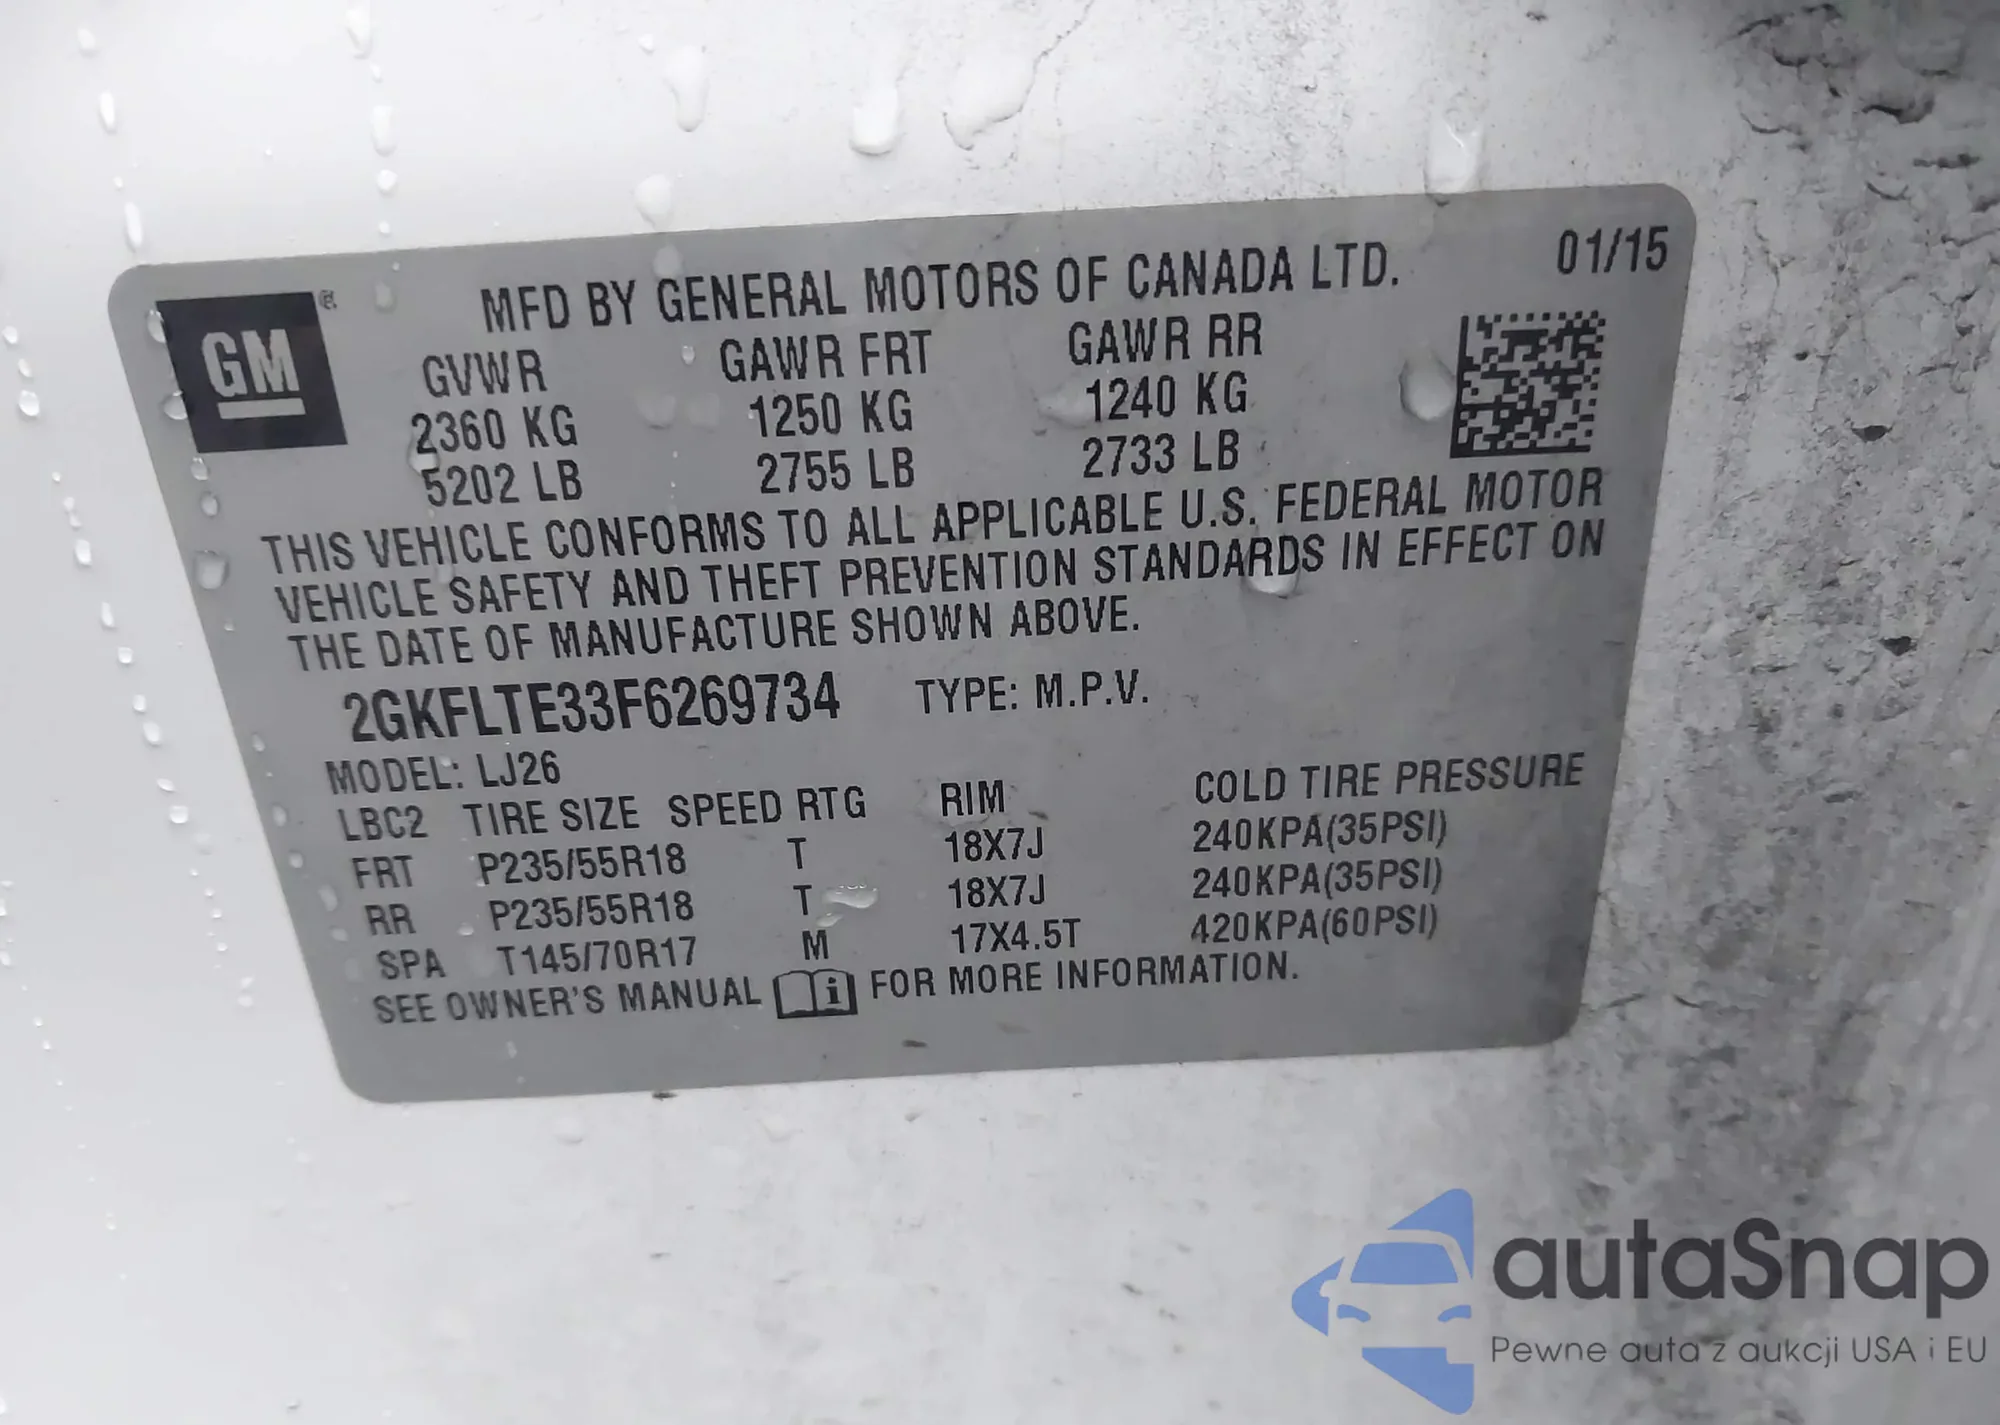 GM ®
MFD BY GENERAL MOTORS OF CANADA LTD. 01/15
GVWR GAWR FRT GAWR RR
2360 KG 1250 KG 1240 KG
5202 LB 2755 LB 2733 LB
THIS VEHICLE CONFORMS TO ALL APPLICABLE U.S. FEDERAL MOTOR
VEHICLE SAFETY AND THEFT PREVENTION STANDARDS IN EFFECT ON
THE DATE OF MANUFACTURE SHOWN ABOVE.
2GKFLTE33F6269734 TYPE: M.P.V.
MODEL: LJ26
LBC2 TIRE SIZE SPEED RTG RIM COLD TIRE PRESSURE
FRT P235/55R18 T 18X7J 240KPA(35PSI)
RR P235/55R18 T 18X7J 240KPA(35PSI)
SPA T145/70R17 M 17X4.5T 420KPA(60PSI)
SEE OWNER'S MANUAL i FOR MORE INFORMATION.
autaSnap
Pewne auta z aukcji USA i EU